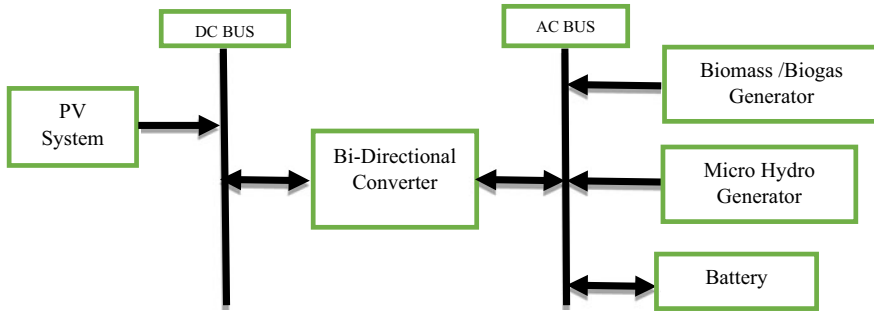 DC BUS
AC BUS
PV
System
Bi-Directional
Converter
Biomass /Biogas
Generator
Micro Hydro
Generator
Battery